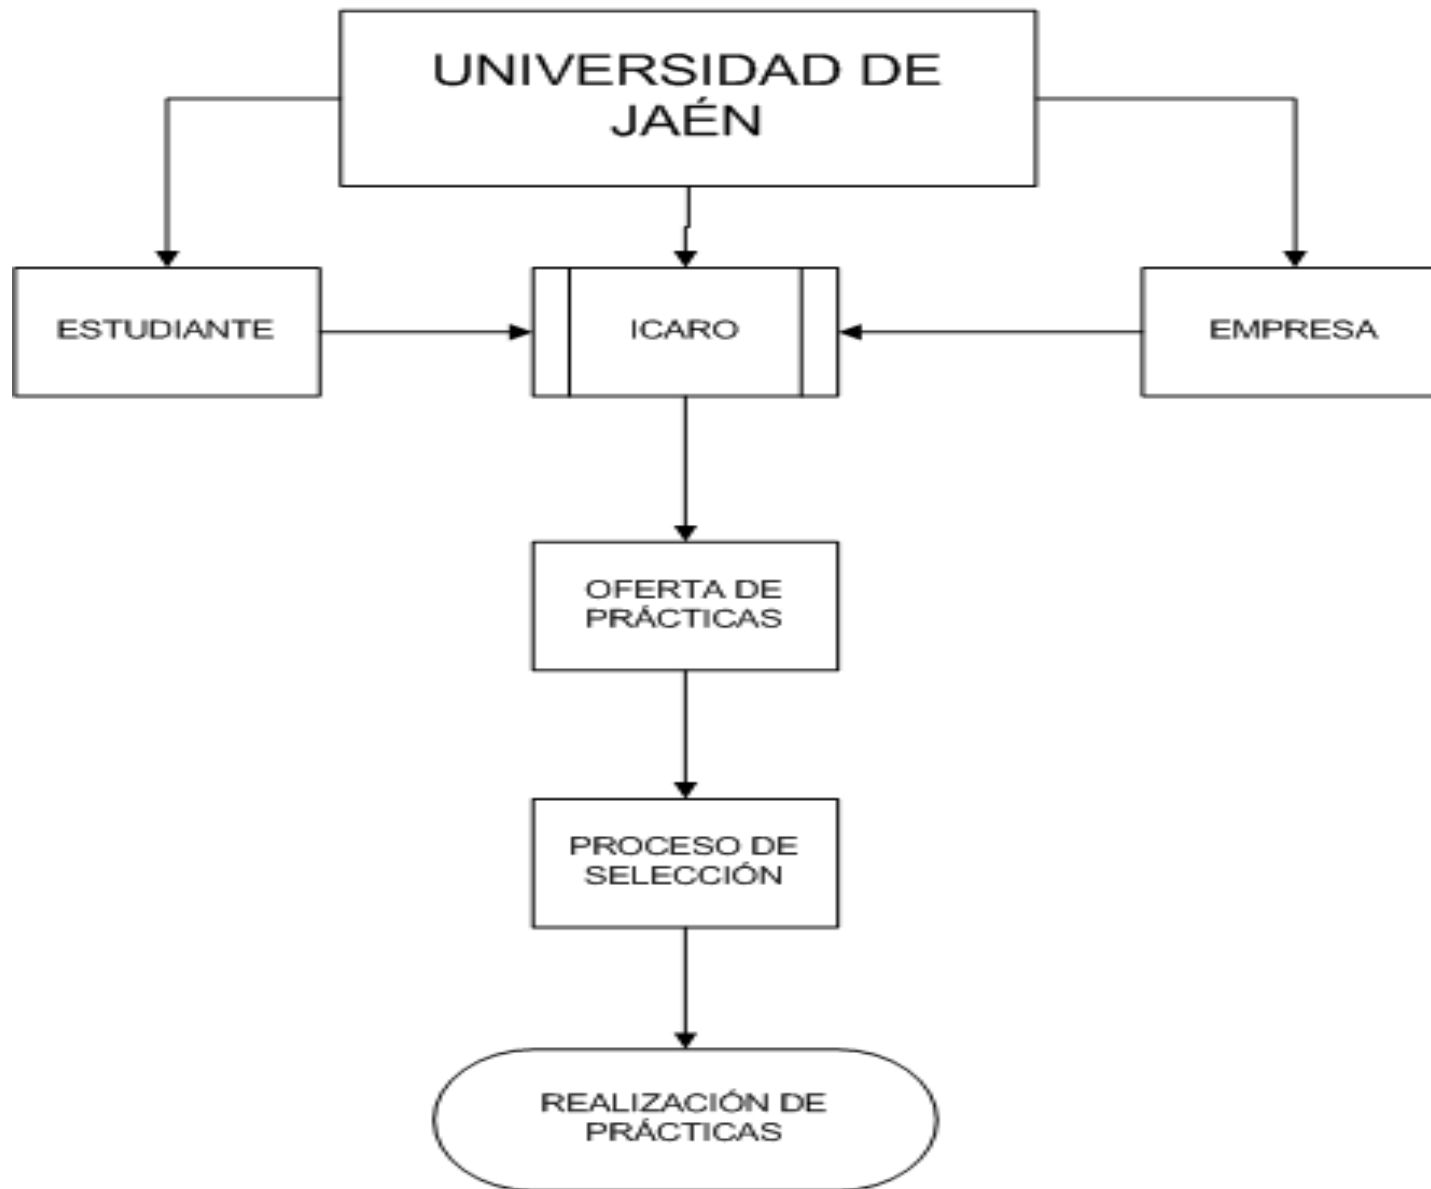 UNIVERSIDAD DE
JAÉN
ESTUDIANTE
ICARO
EMPRESA
OFERTA DE
PRÁCTICAS
PROCESO DE
SELECCIÓN
REALIZACIÓN DE
PRÁCTICAS